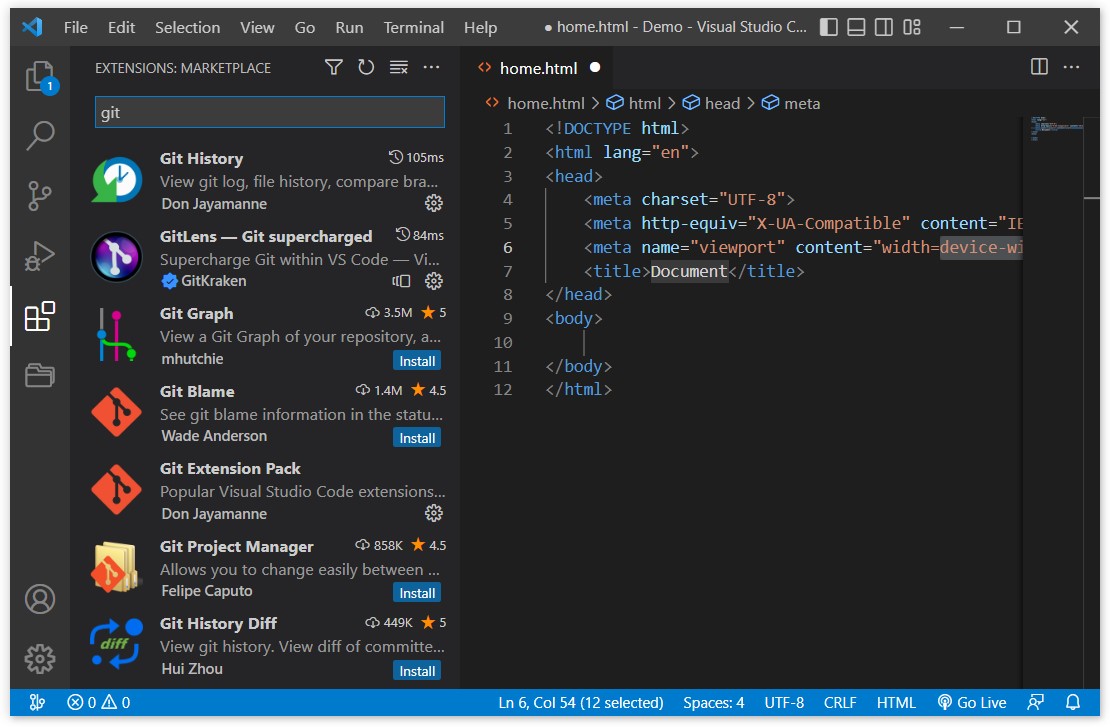 File Edit Selection View Go Run Terminal Help ● home.html - Demo - Visual Studio C...
1
EXTENSIONS: MARKETPLACE
git
Git History 105ms
View git log, file history, compare bra...
Don Jayamanne
GitLens — Git supercharged 84ms
Supercharge Git within VS Code — Vi...
GitKraken
Git Graph 3.5M ★ 5
View a Git Graph of your repository, a...
mhutchie Install
Git Blame 1.4M ★ 4.5
See git blame information in the statu...
Wade Anderson Install
Git Extension Pack
Popular Visual Studio Code extensions...
Don Jayamanne
Git Project Manager 858K ★ 4.5
Allows you to change easily between ...
Felipe Caputo Install
Git History Diff 449K ★ 5
diff
View git history. View diff of committe...
Hui Zhou Install
<> home.html ●
<> home.html > html > head > meta
1 <!DOCTYPE html>
2 <html lang="en">
3 <head>
4 <meta charset="UTF-8">
5 <meta http-equiv="X-UA-Compatible" content="IE
6 <meta name="viewport" content="width=device-wi
7 <title>Document</title>
8 </head>
9 <body>
10
11 </body>
12 </html>
0 0 Ln 6, Col 54 (12 selected) Spaces: 4 UTF-8 CRLF HTML Go Live